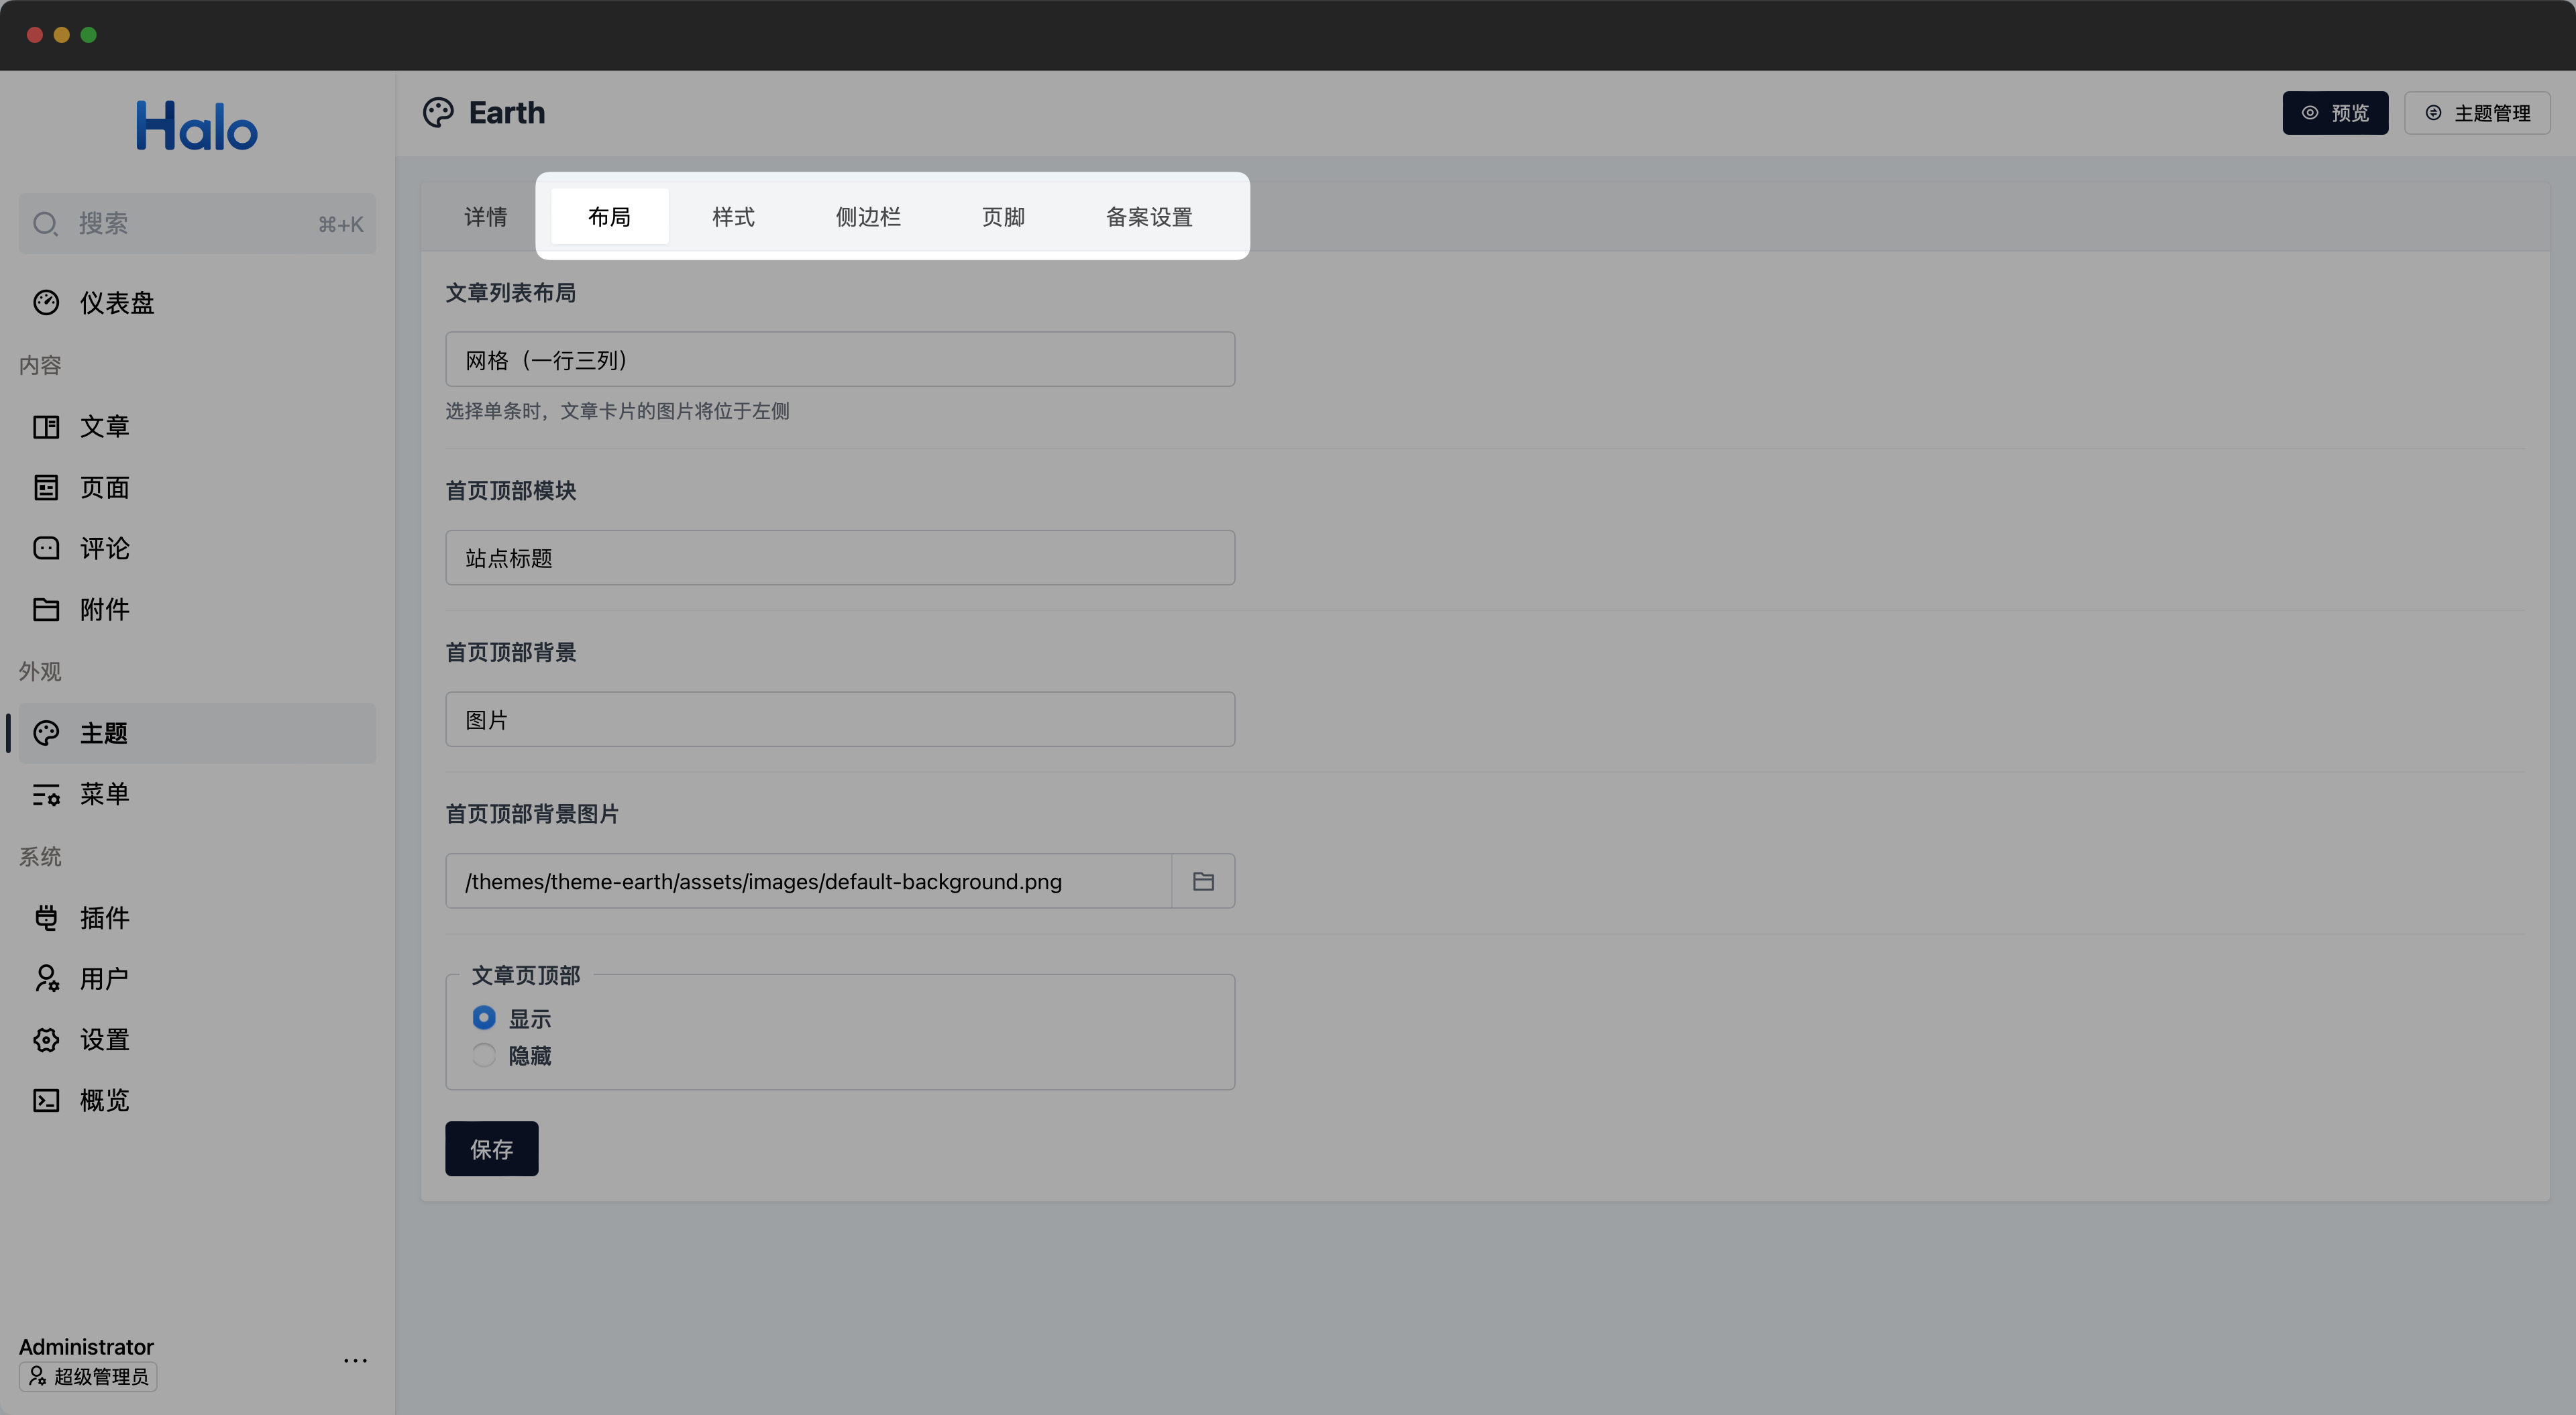 Halo
搜索
⌘+K
仪表盘
内容
文章
页面
评论
附件
外观
主题
菜单
系统
插件
用户
设置
概览
Administrator
超级管理员
Earth
预览
主题管理
详情
布局
样式
侧边栏
页脚
备案设置
文章列表布局
网格（一行三列）
选择单条时，文章卡片的图片将位于左侧
首页顶部模块
站点标题
首页顶部背景
图片
首页顶部背景图片
/themes/theme-earth/assets/images/default-background.png
文章页顶部
显示
隐藏
保存